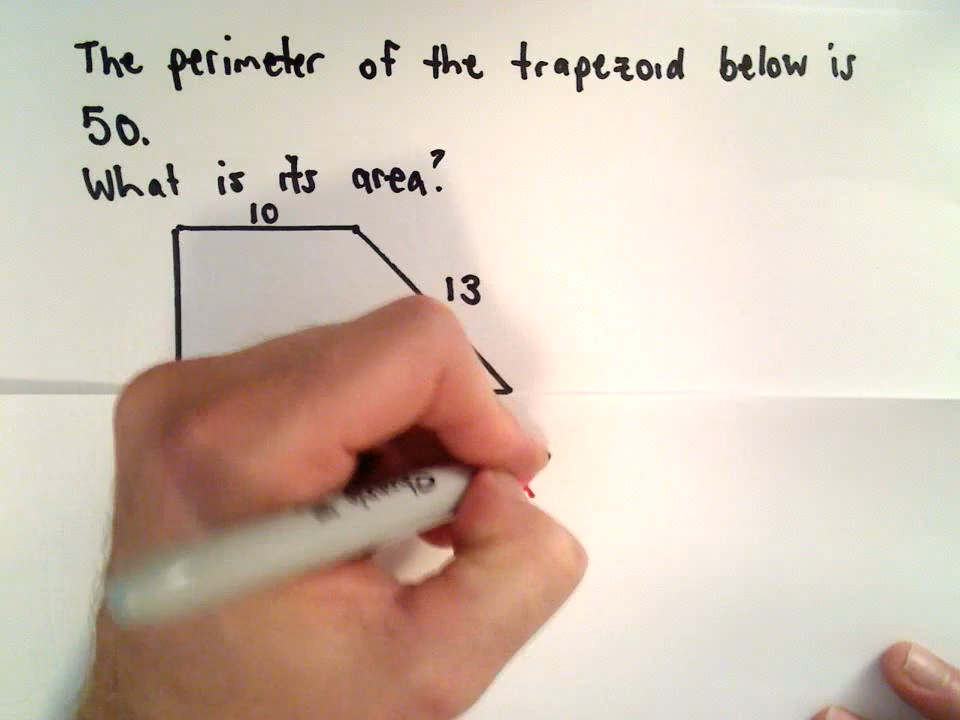 The perimeter of the trapezoid below is
50.
What is its area?
10
13